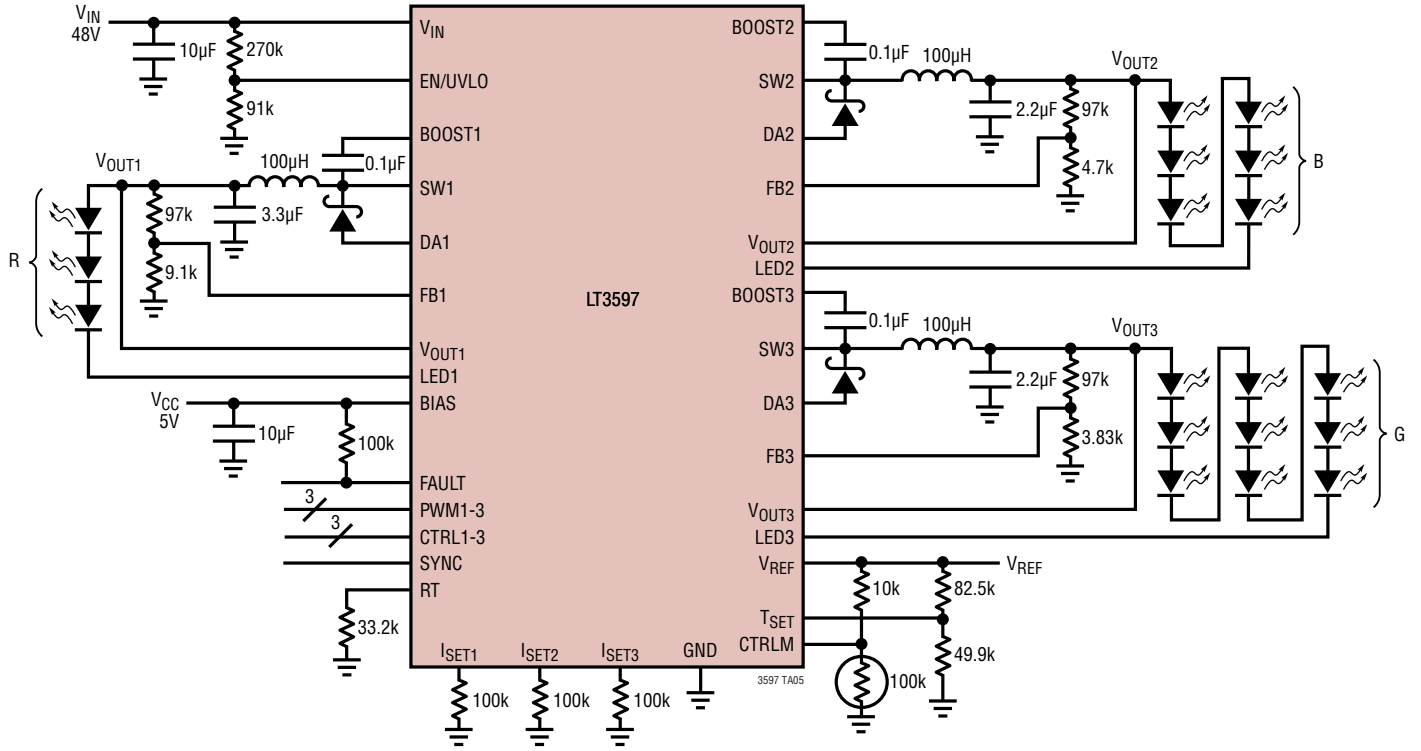 VIN
48V
10µF
270k
91k
VIN
EN/UVLO
BOOST1
0.1µF
100µH
VOUT1
SW1
97k
3.3µF
DA1
9.1k
R
FB1
VOUT1
LED1
VCC
5V
BIAS
10µF
100k
FAULT
3
PWM1-3
3
CTRL1-3
SYNC
RT
33.2k
LT3597
ISET1
ISET2
ISET3
GND
100k
100k
100k
BOOST2
0.1µF
100µH
SW2
VOUT2
2.2µF
97k
DA2
4.7k
B
FB2
VOUT2
LED2
BOOST3
0.1µF
100µH
SW3
VOUT3
2.2µF
97k
DA3
3.83k
G
FB3
VOUT3
LED3
VREF
VREF
10k
82.5k
TSET
CTRLM
49.9k
100k
3597 TA05